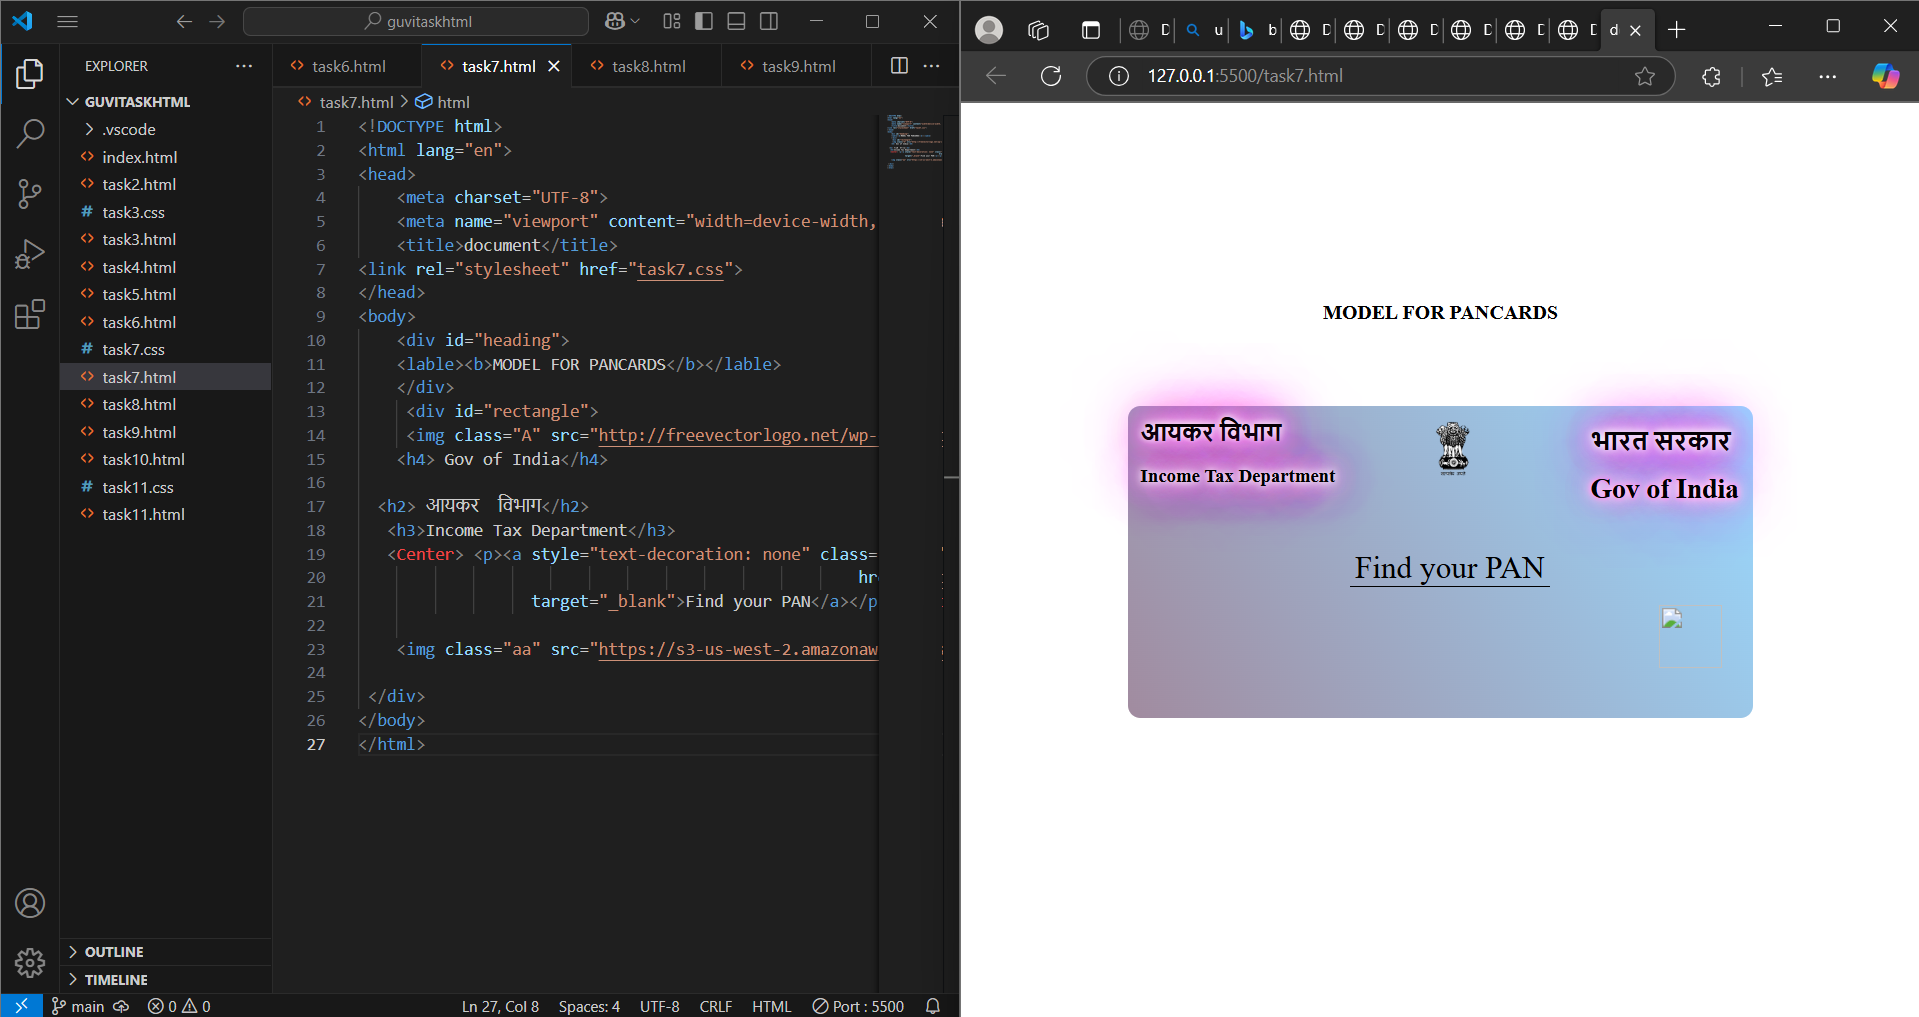 guvitaskhtml
EXPLORER
GUVITASKHTML
.vscode
index.html
task2.html
task3.css
task3.html
task4.html
task5.html
task6.html
task7.css
task7.html
task8.html
task9.html
task10.html
task11.css
task11.html
OUTLINE
TIMELINE
task6.html
task7.html
task8.html
task9.html
task7.html > html
1 <!DOCTYPE html>
2 <html lang="en">
3 <head>
4 <meta charset="UTF-8">
5 <meta name="viewport" content="width=device-width,
6 <title>document</title>
7 <link rel="stylesheet" href="task7.css">
8 </head>
9 <body>
10 <div id="heading">
11 <lable><b>MODEL FOR PANCARDS</b></lable>
12 </div>
13 <div id="rectangle">
14 <img class="A" src="http://freevectorlogo.net/wp-
15 <h4> Gov of India</h4>
16
17 <h2> आयकर विभाग</h2>
18 <h3>Income Tax Department</h3>
19 <Center> <p><a style="text-decoration: none" class=
20 hr
21 target="_blank">Find your PAN</a></p
22
23 <img class="aa" src="https://s3-us-west-2.amazonaw
24
25 </div>
26 </body>
27 </html>
main
0 0
Ln 27, Col 8
Spaces: 4
UTF-8
CRLF
HTML
Port : 5500
D
u
b
D
D
D
D
D
D
d
127.0.0.1:5500/task7.html
MODEL FOR PANCARDS
आयकर विभाग
Income Tax Department
भारत सरकार
Gov of India
Find your PAN